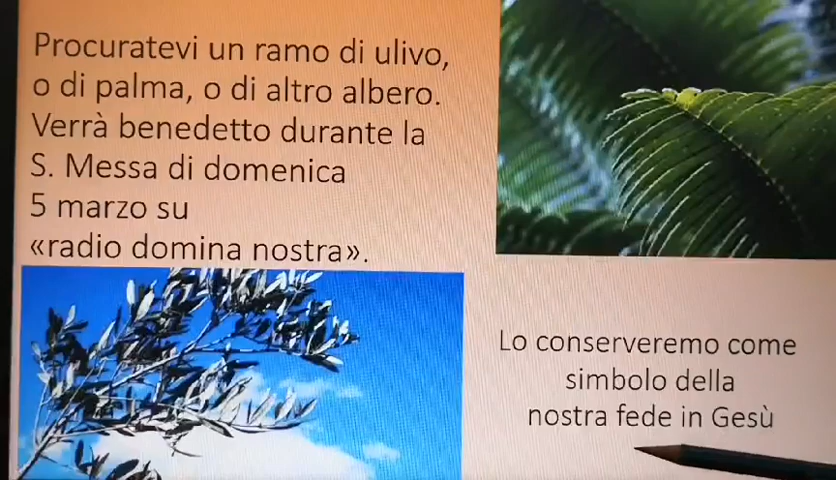 Procuratevi un ramo di ulivo,
o di palma, o di altro albero.
Verrà benedetto durante la
S. Messa di domenica
5 marzo su
«radio domina nostra».
Lo conserveremo come
simbolo della
nostra fede in Gesù